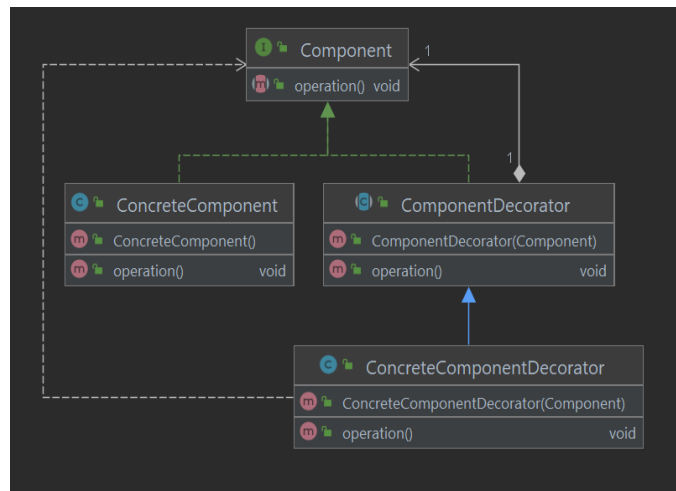 Component
1
operation() void
1
ConcreteComponent
ConcreteComponent()
operation() void
ComponentDecorator
ComponentDecorator(Component)
operation() void
ConcreteComponentDecorator
ConcreteComponentDecorator(Component)
operation() void